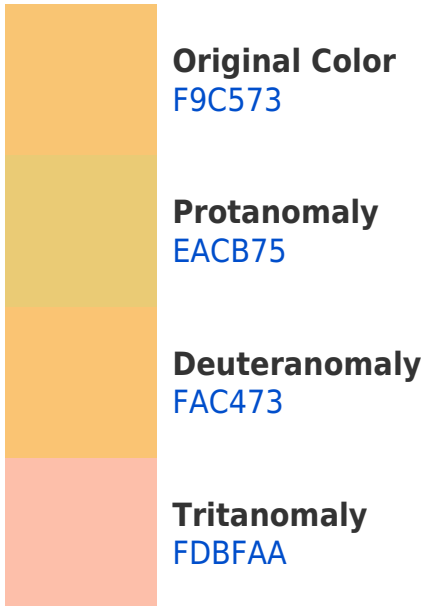 Original Color
F9C573
Protanomaly
EACB75
Deuteranomaly
FAC473
Tritanomaly
FDBFAA